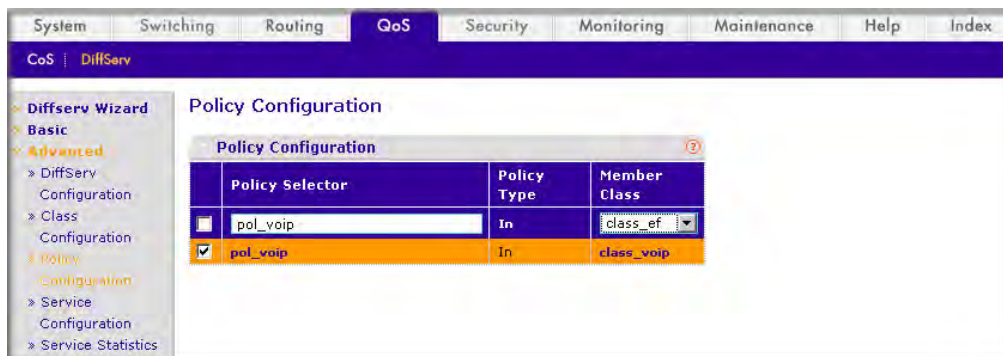 System Switching Routing QoS Security Monitoring Maintenance Help Index
CoS | DiffServ
Diffserv Wizard
Basic
Advanced
» DiffServ
Configuration
» Class
Configuration
» Policy
Configuration
» Service
Configuration
» Service Statistics
Policy Configuration
Policy Configuration ?
Policy Selector Policy Type Member Class
pol_voip In class_ef
pol_voip In class_voip